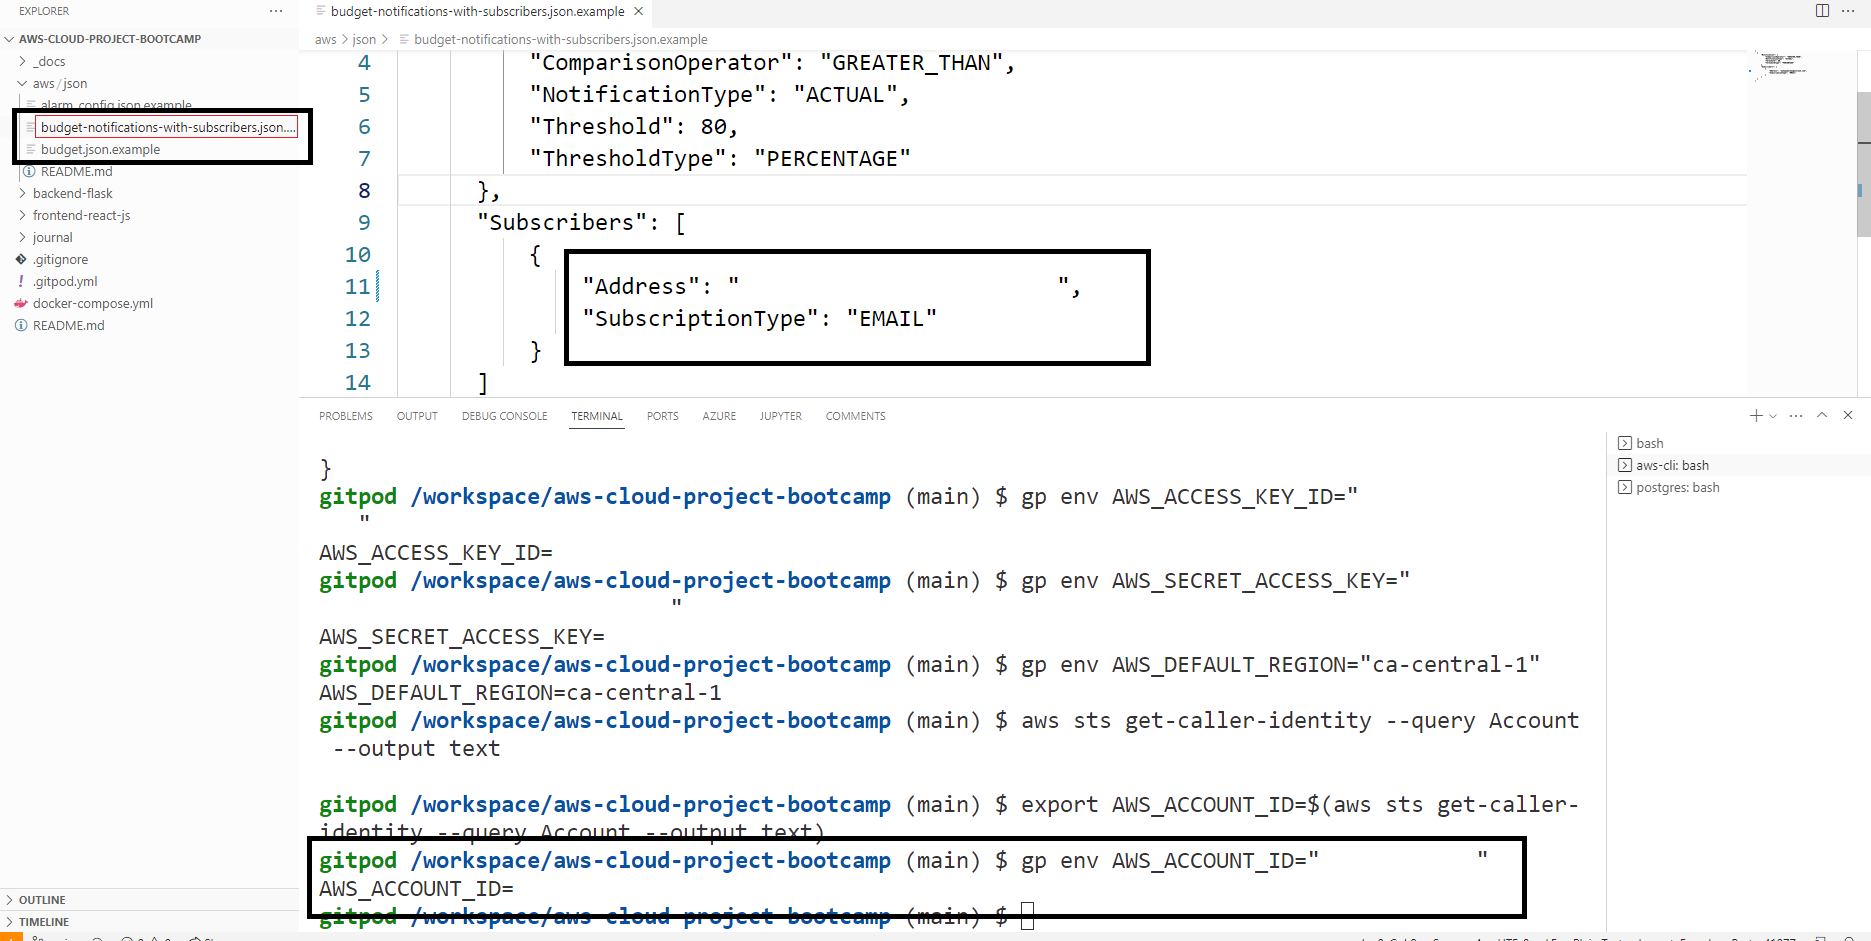 EXPLORER
AWS-CLOUD-PROJECT-BOOTCAMP
_docs
aws / json
alarm_config.json.example
budget-notifications-with-subscribers.json....
budget.json.example
README.md
backend-flask
frontend-react-js
journal
.gitignore
.gitpod.yml
docker-compose.yml
README.md
OUTLINE
TIMELINE
budget-notifications-with-subscribers.json.example
aws > json > budget-notifications-with-subscribers.json.example
4 "ComparisonOperator": "GREATER_THAN",
5 "NotificationType": "ACTUAL",
6 "Threshold": 80,
7 "ThresholdType": "PERCENTAGE"
8 },
9 "Subscribers": [
10 {
11 "Address": " ",
12 "SubscriptionType": "EMAIL"
13 }
14 ]
PROBLEMS OUTPUT DEBUG CONSOLE TERMINAL PORTS AZURE JUPYTER COMMENTS
}
gitpod /workspace/aws-cloud-project-bootcamp (main) $ gp env AWS_ACCESS_KEY_ID="
"
AWS_ACCESS_KEY_ID=
gitpod /workspace/aws-cloud-project-bootcamp (main) $ gp env AWS_SECRET_ACCESS_KEY="
"
AWS_SECRET_ACCESS_KEY=
gitpod /workspace/aws-cloud-project-bootcamp (main) $ gp env AWS_DEFAULT_REGION="ca-central-1"
AWS_DEFAULT_REGION=ca-central-1
gitpod /workspace/aws-cloud-project-bootcamp (main) $ aws sts get-caller-identity --query Account
--output text
gitpod /workspace/aws-cloud-project-bootcamp (main) $ export AWS_ACCOUNT_ID=$(aws sts get-caller-
identity --query Account --output text)
gitpod /workspace/aws-cloud-project-bootcamp (main) $ gp env AWS_ACCOUNT_ID=" "
AWS_ACCOUNT_ID=
gitpod /workspace/aws-cloud-project-bootcamp (main) $
bash
aws-cli: bash
postgres: bash